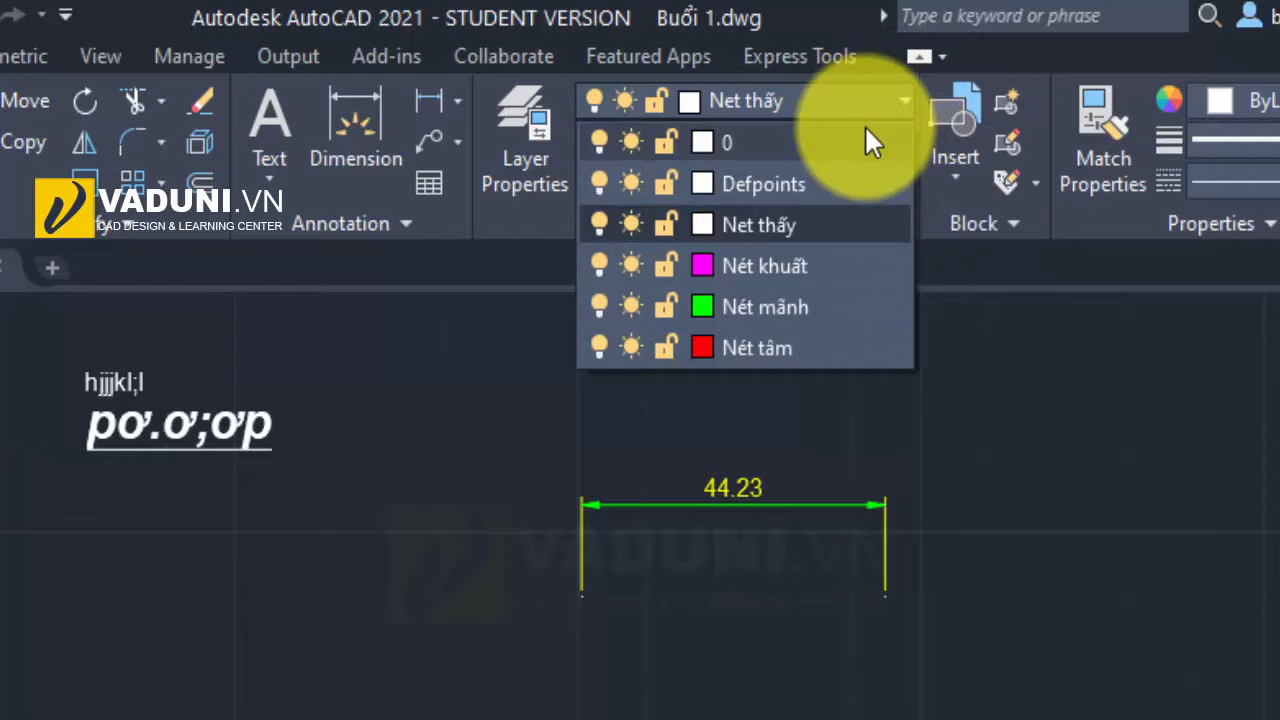 Autodesk AutoCAD 2021 - STUDENT VERSION Buổi 1.dwg
Type a keyword or phrase
metric View Manage Output Add-ins Collaborate Featured Apps Express Tools
Move
Copy
Text
Dimension
Annotation
Layer
Properties
Net thấy
0
Defpoints
Net thấy
Nét khuất
Nét mãnh
Nét tâm
Insert
Block
Match
Properties
ByL
Properties
VADUNI.VN
CAD DESIGN & LEARNING CENTER
hjjjkl;l
pơ.ơ;ơp
44.23
VADUNI.VN